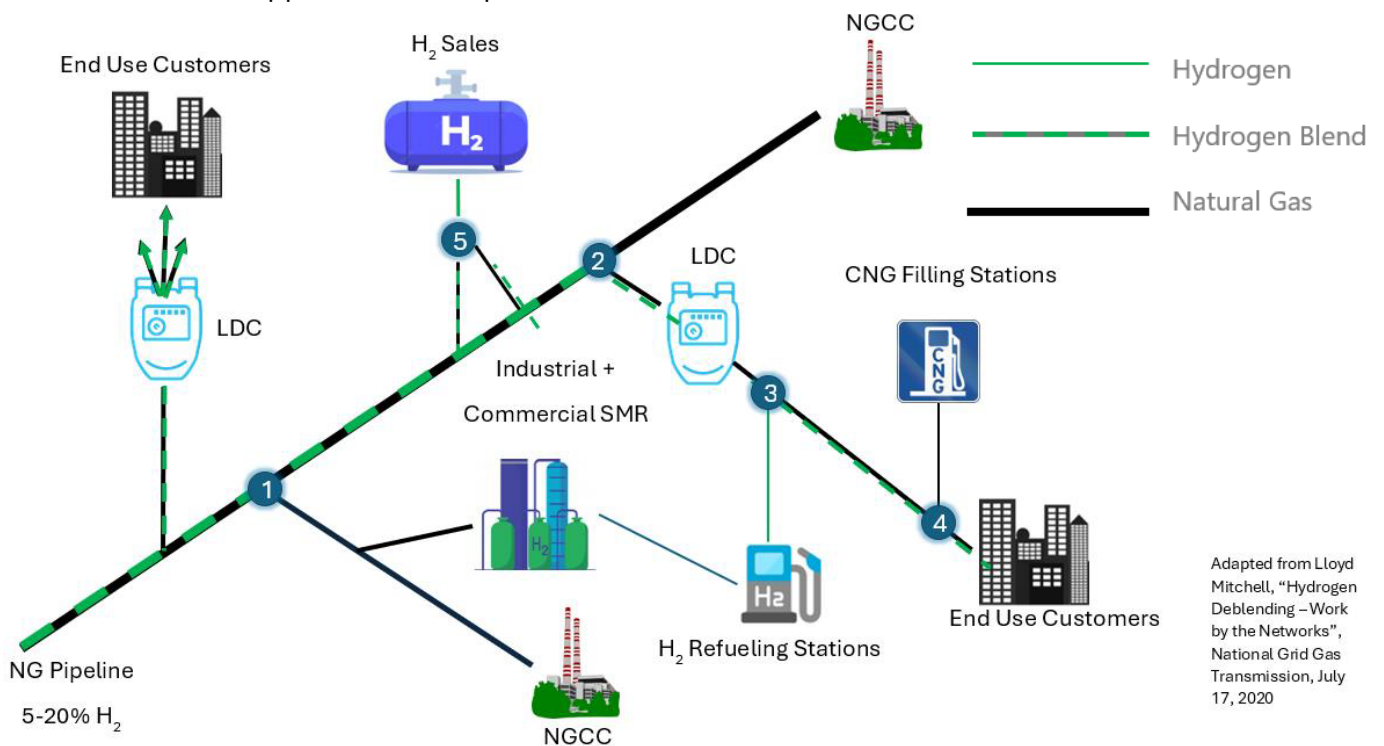 NGCC
H₂ Sales
End Use Customers
Hydrogen
H₂
Hydrogen Blend
Natural Gas
5
2
LDC
CNG Filling Stations
LDC
CNG
Industrial +
Commercial SMR
3
1
4
H₂
H₂
Adapted from Lloyd
Mitchell, “Hydrogen
Deblending – Work
by the Networks”,
National Grid Gas
Transmission, July
17, 2020
End Use Customers
H₂ Refueling Stations
NG Pipeline
5-20% H₂
NGCC